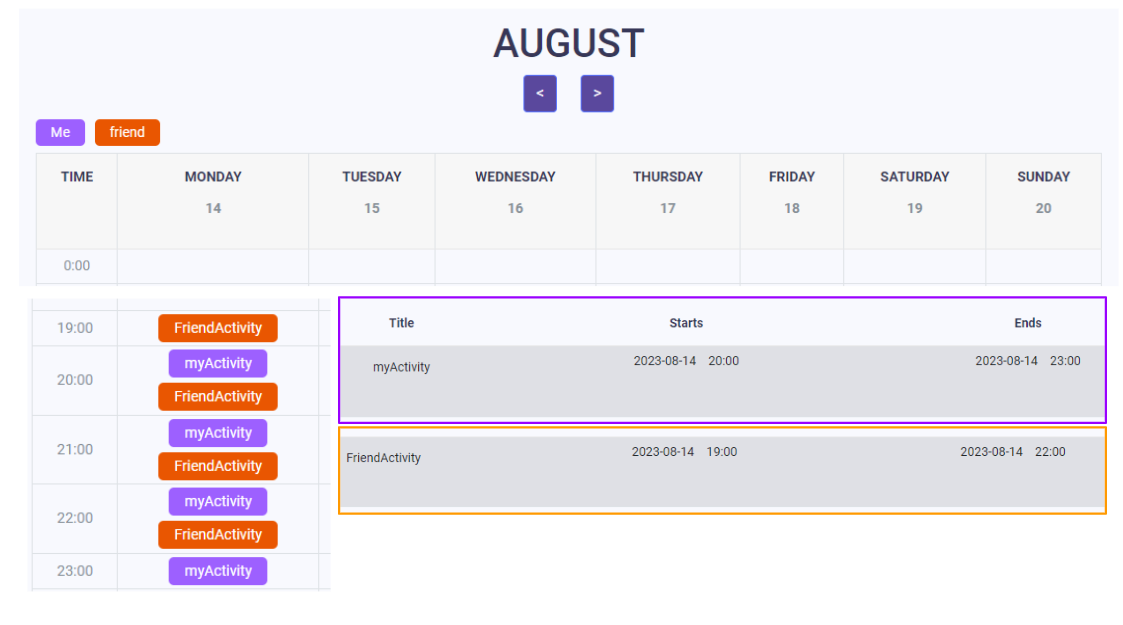 AUGUST
< >
Me friend
TIME MONDAY TUESDAY WEDNESDAY THURSDAY FRIDAY SATURDAY SUNDAY
14 15 16 17 18 19 20
0:00
19:00 FriendActivity
20:00 myActivity
FriendActivity
21:00 myActivity
FriendActivity
22:00 myActivity
FriendActivity
23:00 myActivity
Title Starts Ends
myActivity 2023-08-14 20:00 2023-08-14 23:00
FriendActivity 2023-08-14 19:00 2023-08-14 22:00